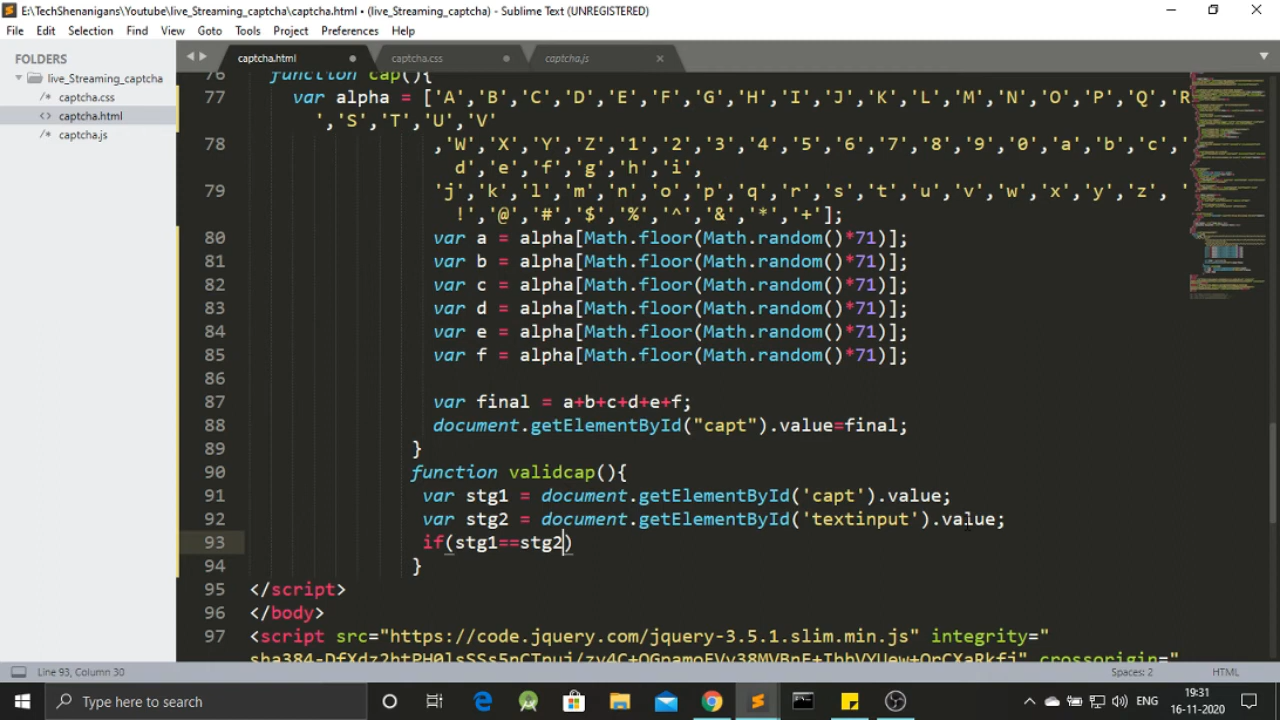 E:\TechShenanigans\Youtube\live_Streaming_captcha\captcha.html • (live_Streaming_captcha) - Sublime Text (UNREGISTERED)
File Edit Selection Find View Goto Tools Project Preferences Help
FOLDERS
live_Streaming_captcha
/* captcha.css
<> captcha.html
/* captcha.js
captcha.html
captcha.css
captcha.js
76 function cap(){
77 var alpha = ['A','B','C','D','E','F','G','H','I','J','K','L','M','N','O','P','Q','R
','S','T','U','V'
78 ,'W','X','Y','Z','1','2','3','4','5','6','7','8','9','0','a','b','c','
d','e','f','g','h','i',
79 'j','k','l','m','n','o','p','q','r','s','t','u','v','w','x','y','z', '
!','@','#','$','%','^','&','*','+'];
80 var a = alpha[Math.floor(Math.random()*71)];
81 var b = alpha[Math.floor(Math.random()*71)];
82 var c = alpha[Math.floor(Math.random()*71)];
83 var d = alpha[Math.floor(Math.random()*71)];
84 var e = alpha[Math.floor(Math.random()*71)];
85 var f = alpha[Math.floor(Math.random()*71)];
86
87 var final = a+b+c+d+e+f;
88 document.getElementById("capt").value=final;
89 }
90 function validcap(){
91 var stg1 = document.getElementById('capt').value;
92 var stg2 = document.getElementById('textinput').value;
93 if(stg1==stg2)
94 }
95 </script>
96 </body>
97 <script src="https://code.jquery.com/jquery-3.5.1.slim.min.js" integrity="
crossorigin="
Line 93, Column 30
Spaces: 2
HTML
Type here to search
ENG
19:31
16-11-2020